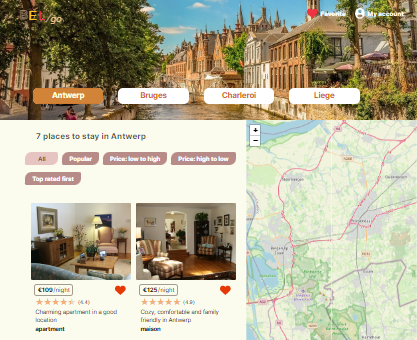 BE! go
Favorite My account
Antwerp Bruges Charleroi Liege
7 places to stay in Antwerp
All Popular Price: low to high Price: high to low
Top rated first
+
−
€109/night
(4.4)
Charming apartment in a good
location
apartment
€125/night
(4.9)
Cozy, comfortable and family
friendly in Antwerp
maison